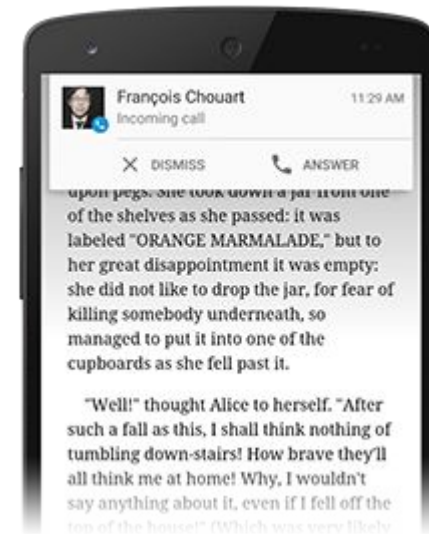 François Chouart 11:29 AM
Incoming call
DISMISS ANSWER
upon pegs. She took down a jar from one
of the shelves as she passed: it was
labeled "ORANGE MARMALADE," but to
her great disappointment it was empty:
she did not like to drop the jar, for fear of
killing somebody underneath, so
managed to put it into one of the
cupboards as she fell past it.
"Well!" thought Alice to herself. "After
such a fall as this, I shall think nothing of
tumbling down-stairs! How brave they'll
all think me at home! Why, I wouldn't
say anything about it, even if I fell off the
top of the house!" (Which was very likely